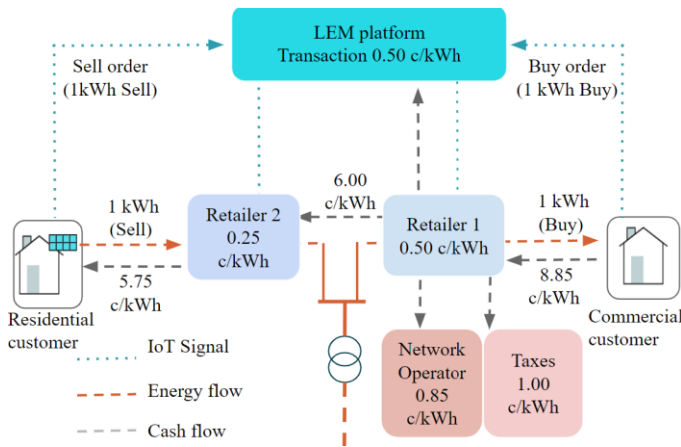 LEM platform
Transaction 0.50 c/kWh
Sell order
(1kWh Sell)
Buy order
(1 kWh Buy)
6.00
c/kWh
1 kWh
(Sell)
Retailer 2
0.25
c/kWh
Retailer 1
0.50 c/kWh
1 kWh
(Buy)
5.75
c/kWh
8.85
c/kWh
Residential
customer
Commercial
customer
IoT Signal
Energy flow
Cash flow
Network
Operator
0.85
c/kWh
Taxes
1.00
c/kWh